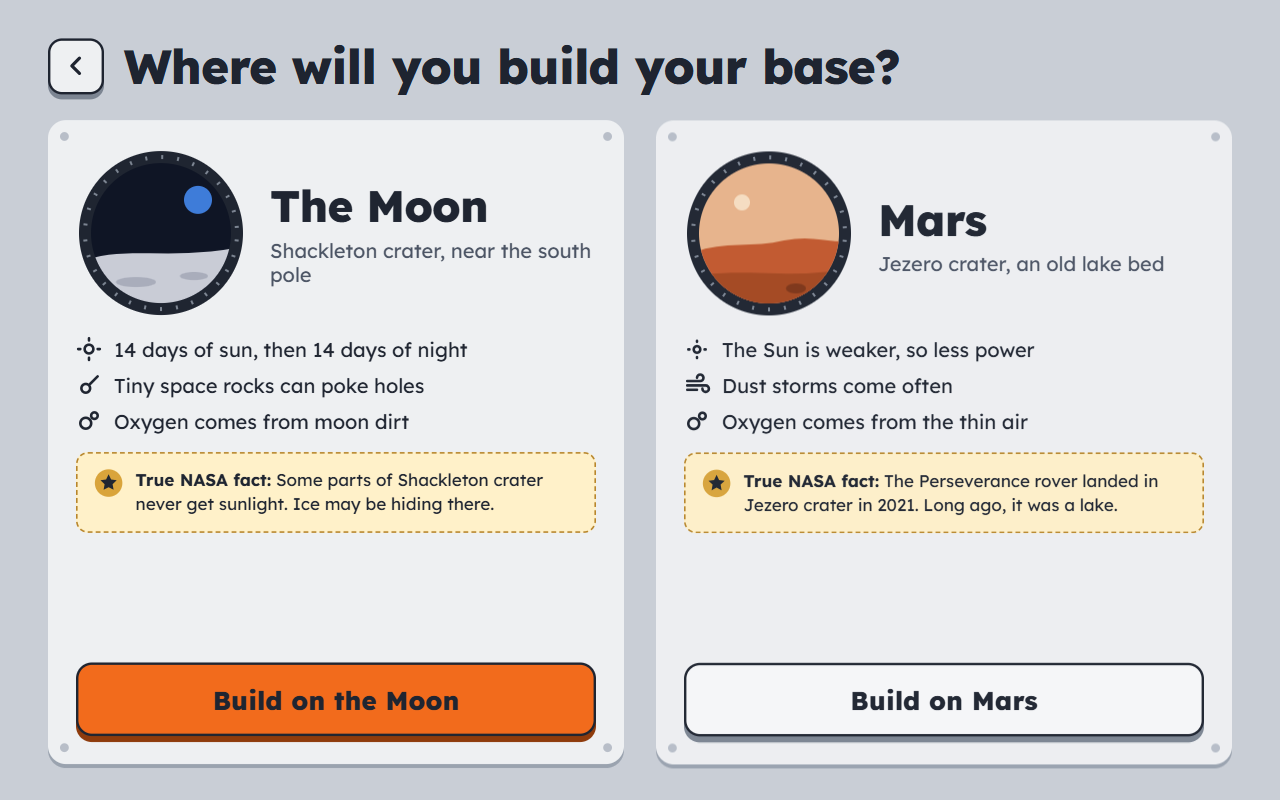 Where will you build your base?
The Moon
Shackleton crater, near the south
pole
14 days of sun, then 14 days of night
Tiny space rocks can poke holes
Oxygen comes from moon dirt
True NASA fact: Some parts of Shackleton crater
never get sunlight. Ice may be hiding there.
Build on the Moon
Mars
Jezero crater, an old lake bed
The Sun is weaker, so less power
Dust storms come often
Oxygen comes from the thin air
True NASA fact: The Perseverance rover landed in
Jezero crater in 2021. Long ago, it was a lake.
Build on Mars